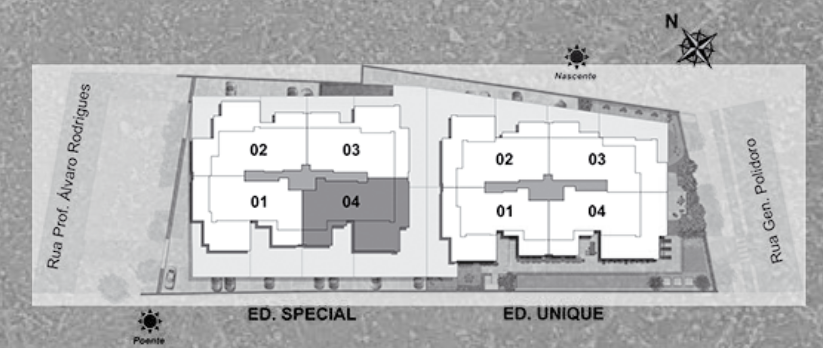 N
Nascente
Rua Prof. Álvaro Rodrigues
02
03
01
04
02
03
01
04
Rua Gen. Polidoro
ED. SPECIAL
ED. UNIQUE
Poente